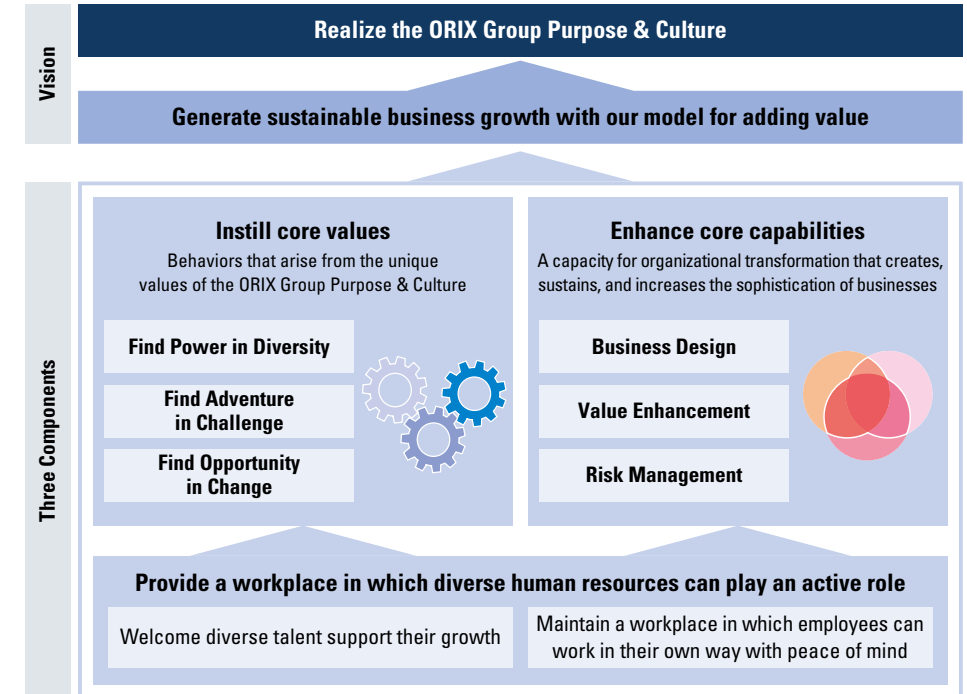 Vision
Realize the ORIX Group Purpose & Culture
Generate sustainable business growth with our model for adding value
Three Components
Instill core values
Behaviors that arise from the unique
values of the ORIX Group Purpose & Culture
Find Power in Diversity
Find Adventure
in Challenge
Find Opportunity
in Change
Enhance core capabilities
A capacity for organizational transformation that creates,
sustains, and increases the sophistication of businesses
Business Design
Value Enhancement
Risk Management
Provide a workplace in which diverse human resources can play an active role
Welcome diverse talent support their growth
Maintain a workplace in which employees can
work in their own way with peace of mind